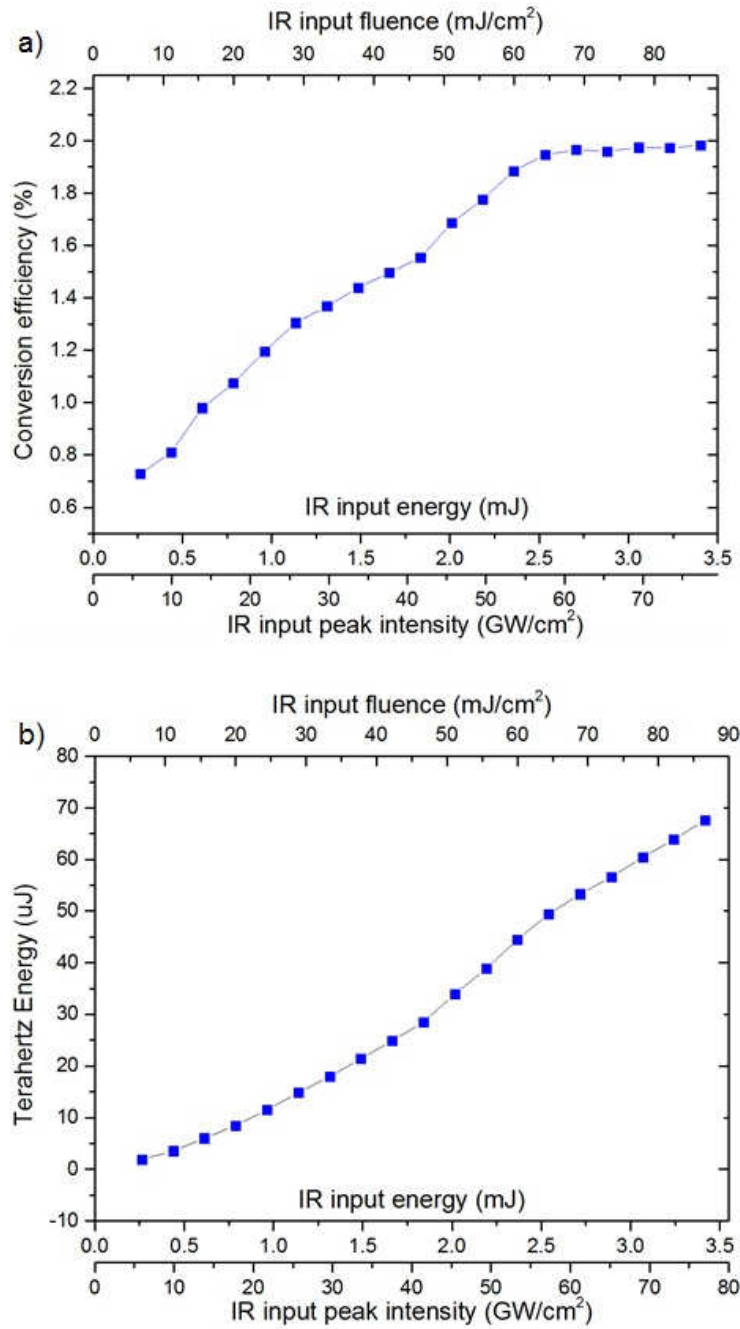 a)
IR input fluence (mJ/cm²)
0 10 20 30 40 50 60 70 80
2.2
2.0
1.8
1.6
1.4
1.2
1.0
0.8
0.6
Conversion efficiency (%)
IR input energy (mJ)
0.0 0.5 1.0 1.5 2.0 2.5 3.0 3.5
0 10 20 30 40 50 60 70
IR input peak intensity (GW/cm²)
b)
IR input fluence (mJ/cm²)
0 10 20 30 40 50 60 70 80 90
80
70
60
50
40
30
20
10
0
-10
Terahertz Energy (uJ)
IR input energy (mJ)
0.0 0.5 1.0 1.5 2.0 2.5 3.0 3.5
0 10 20 30 40 50 60 70 80
IR input peak intensity (GW/cm²)